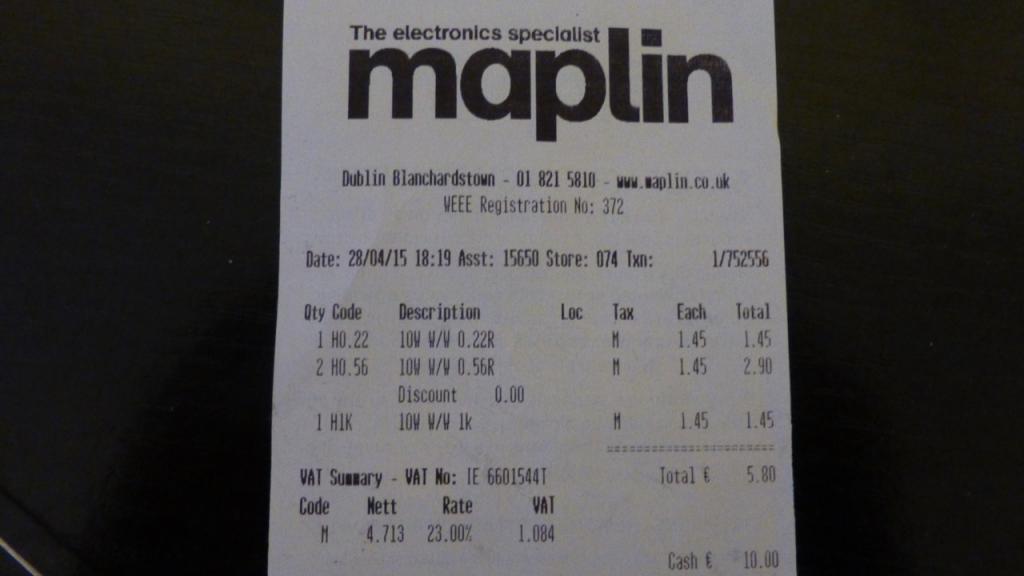 The electronics specialist
maplin
Dublin Blanchardstown - 01 821 5810 - www.maplin.co.uk
WEEE Registration No: 372
Date: 28/04/15 18:19 Asst: 15650 Store: 074 Txn: 1/752556
Qty Code Description Loc Tax Each Total
1 H0.22 10W W/W 0.22R M 1.45 1.45
2 H0.56 10W W/W 0.56R M 1.45 2.90
Discount 0.00
1 H1K 10W W/W 1k M 1.45 1.45
=====================
VAT Summary - VAT No: IE 6601544T Total € 5.80
Code Nett Rate VAT
M 4.713 23.00% 1.084
Cash € 10.00